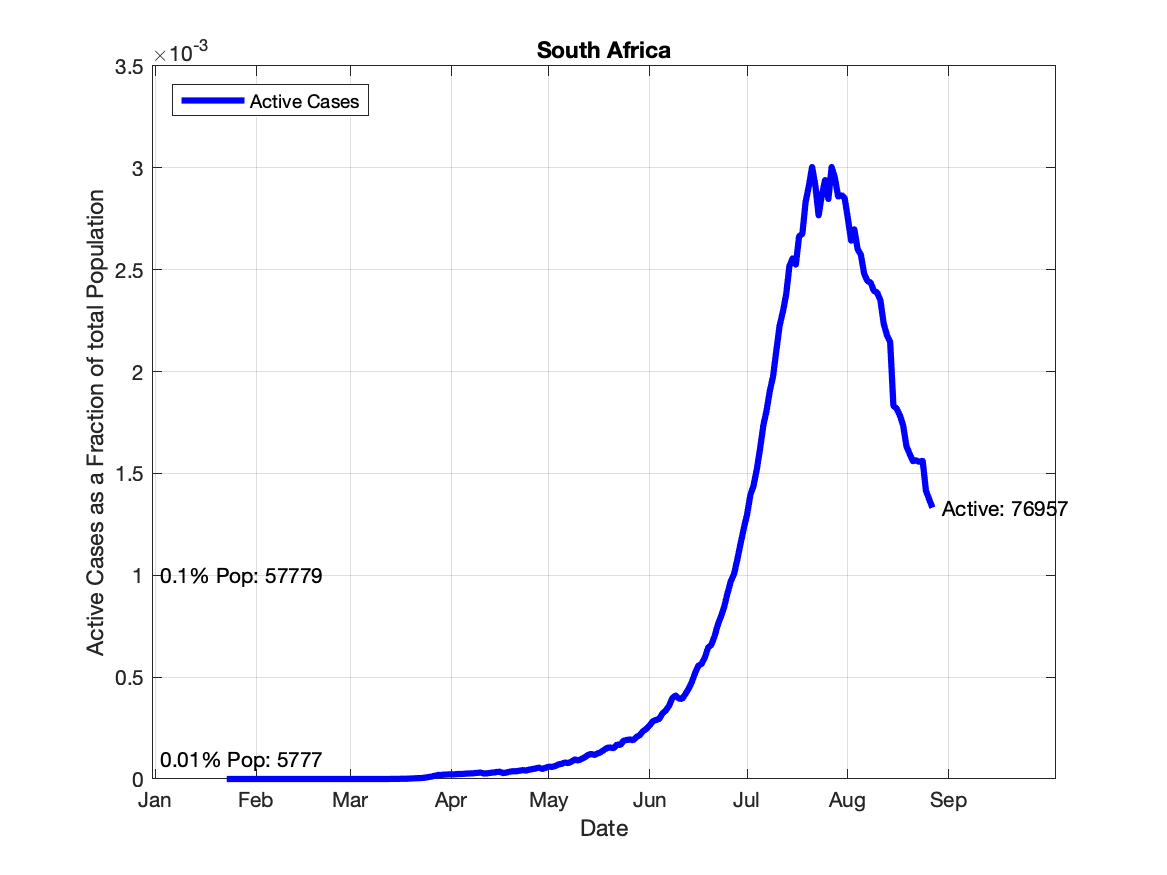 South Africa
×10-3
Active Cases
3.5
3
2.5
2
1.5
1
0.5
0
Active Cases as a Fraction of total Population
Active: 76957
0.1% Pop: 57779
0.01% Pop: 5777
Jan Feb Mar Apr May Jun Jul Aug Sep
Date